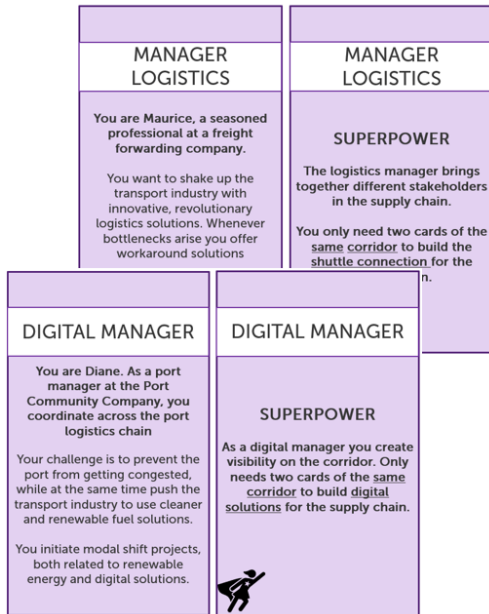 MANAGER
LOGISTICS
You are Maurice, a seasoned
professional at a freight
forwarding company.
You want to shake up the
transport industry with
innovative, revolutionary
logistics solutions. Whenever
bottlenecks arise you offer
workaround solutions
MANAGER
LOGISTICS
SUPERPOWER
The logistics manager brings
together different stakeholders
in the supply chain.
You only need two cards of the
same corridor to build the
shuttle connection for the
n.
DIGITAL MANAGER
You are Diane. As a port
manager at the Port
Community Company, you
coordinate across the port
logistics chain
Your challenge is to prevent the
port from getting congested,
while at the same time push the
transport industry to use cleaner
and renewable fuel solutions.
You initiate modal shift projects,
both related to renewable
energy and digital solutions.
DIGITAL MANAGER
SUPERPOWER
As a digital manager you create
visibility on the corridor. Only
needs two cards of the same
corridor to build digital
solutions for the supply chain.